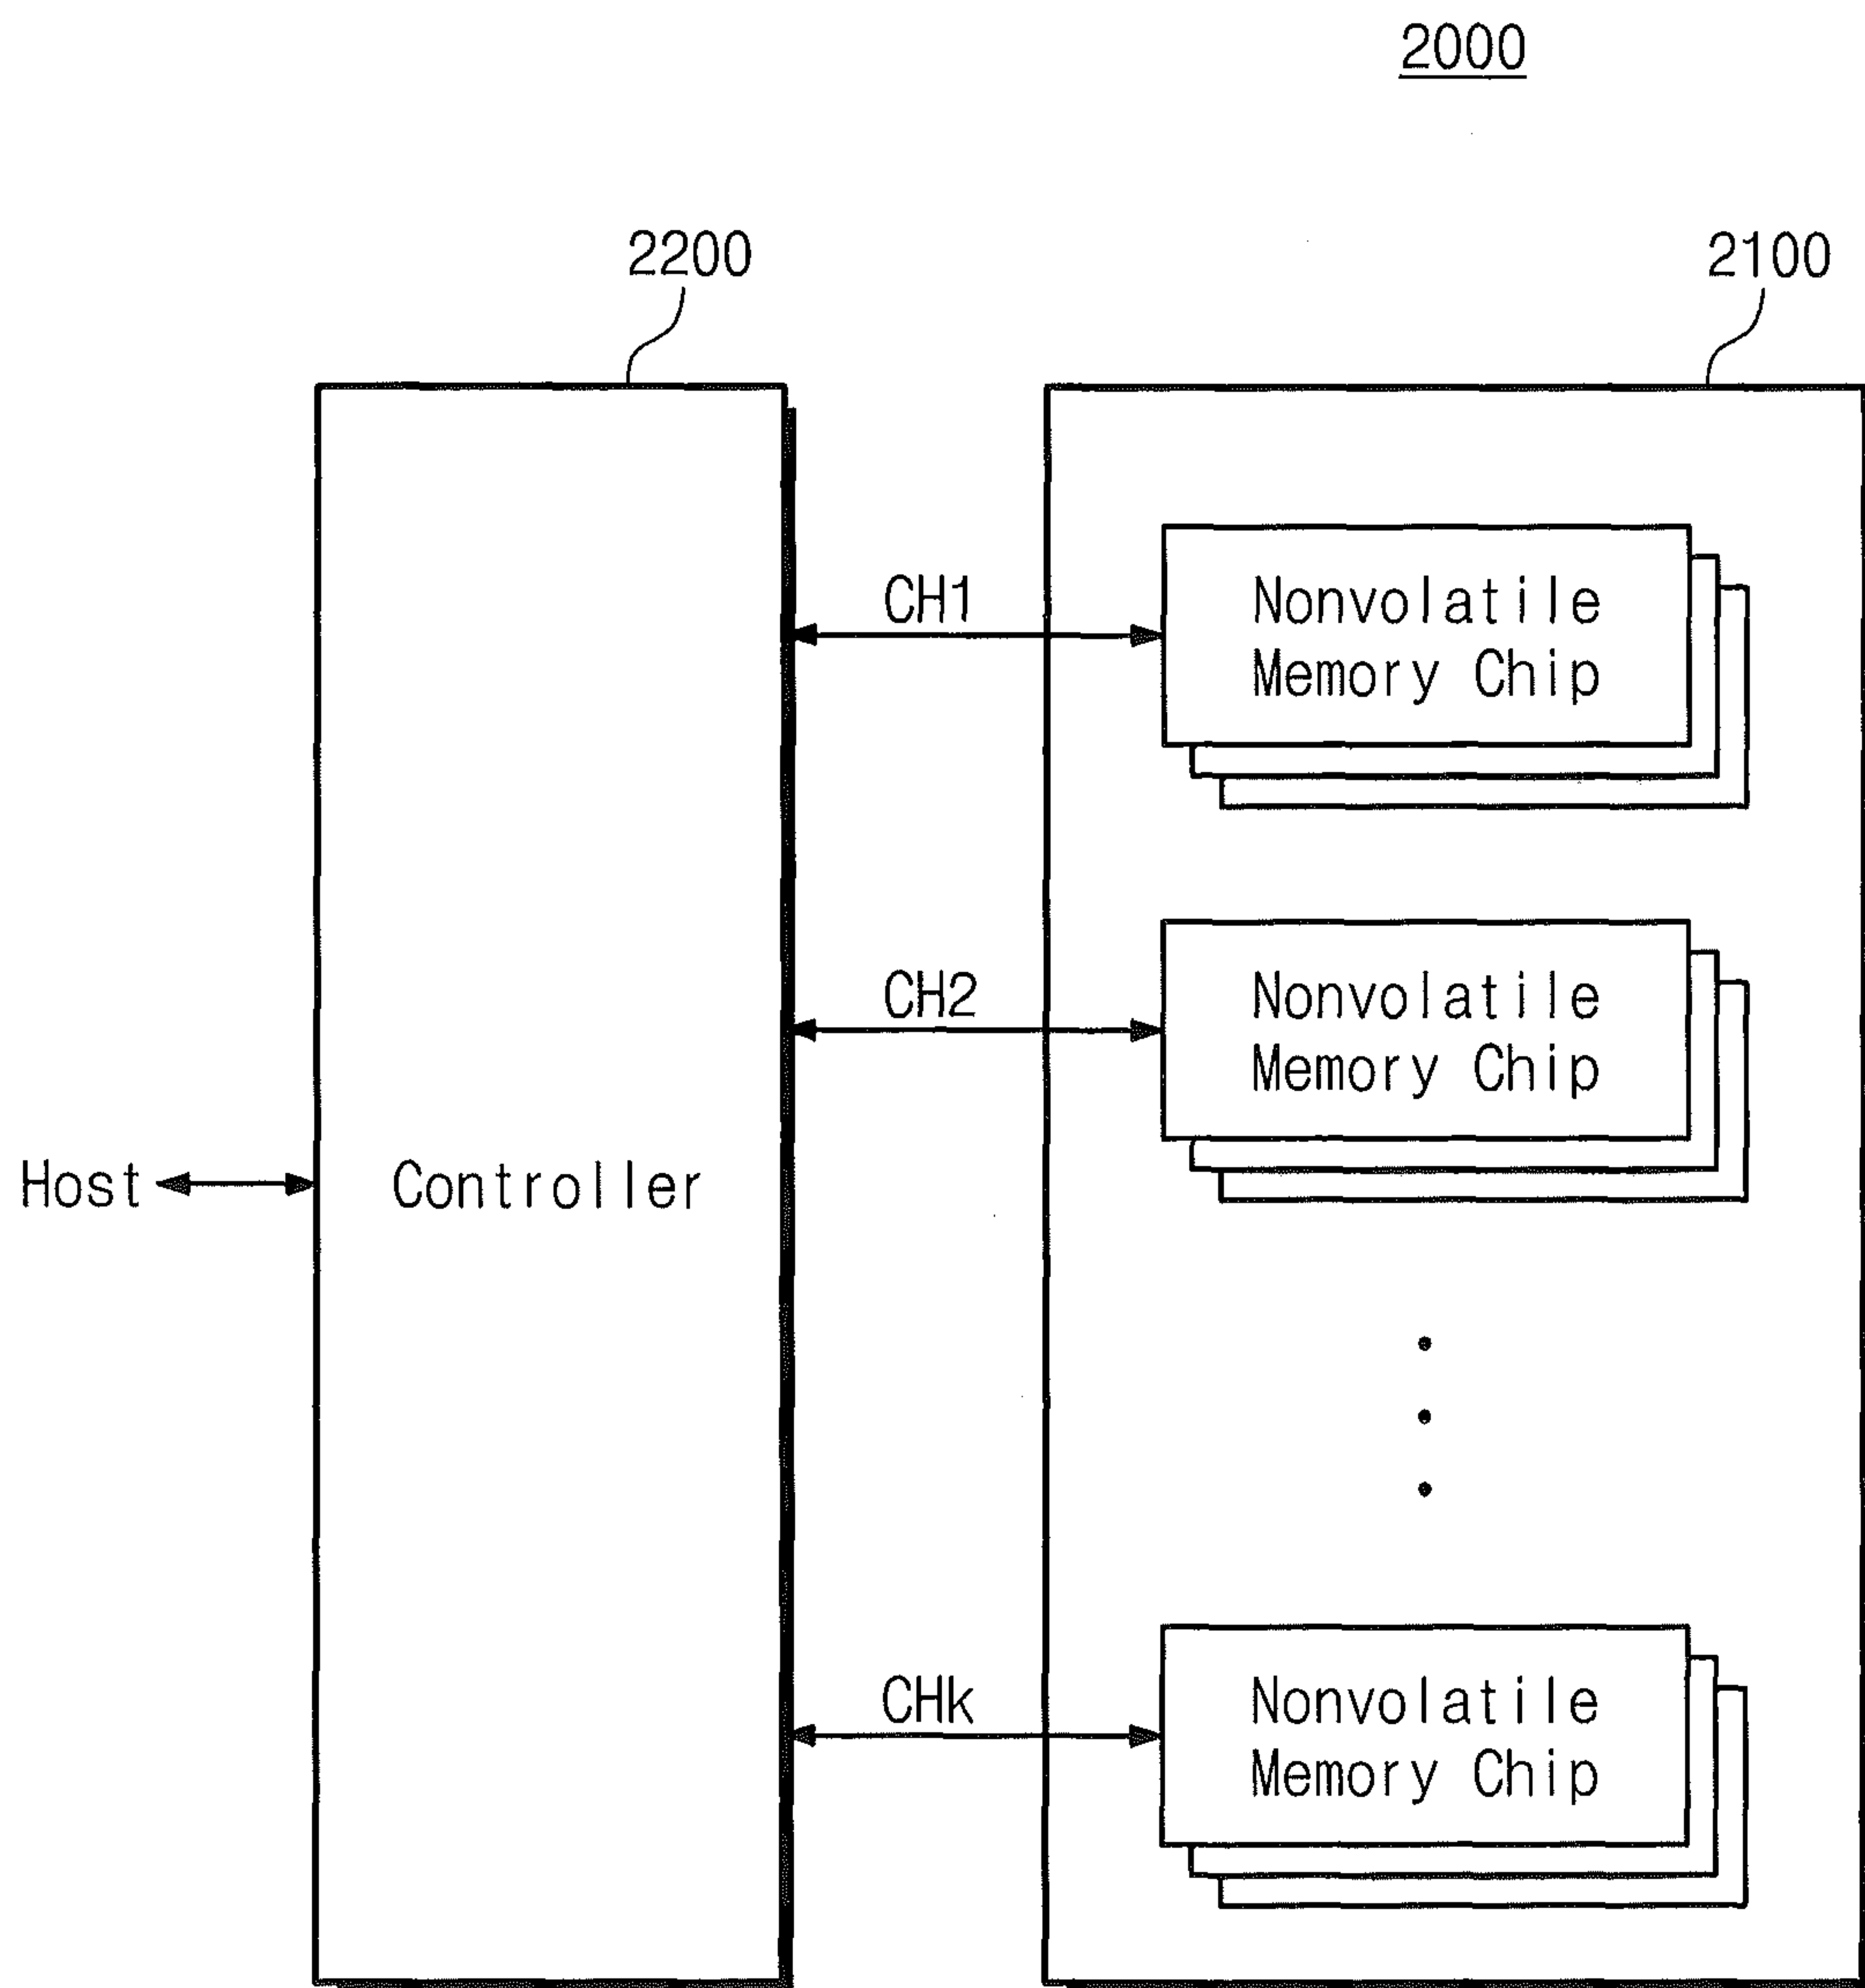 2000
2200
2100
CH1
Nonvolatile
Memory Chip
CH2
Nonvolatile
Memory Chip
Host
Controller
CHk
Nonvolatile
Memory Chip